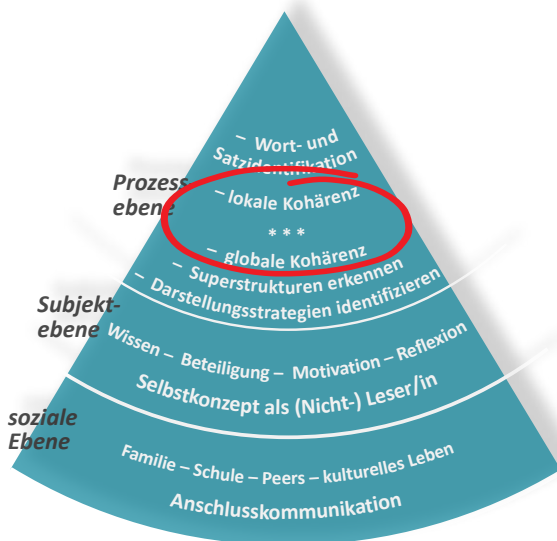 – Wort- und
Satzidentifikation
Prozess-
ebene
– lokale Kohärenz
* * *
– globale Kohärenz
– Superstrukturen erkennen
– Darstellungsstrategien identifizieren
Subjekt-
ebene
Wissen – Beteiligung – Motivation – Reflexion
Selbstkonzept als (Nicht-) Leser/in
soziale
Ebene
Familie – Schule – Peers – kulturelles Leben
Anschlusskommunikation